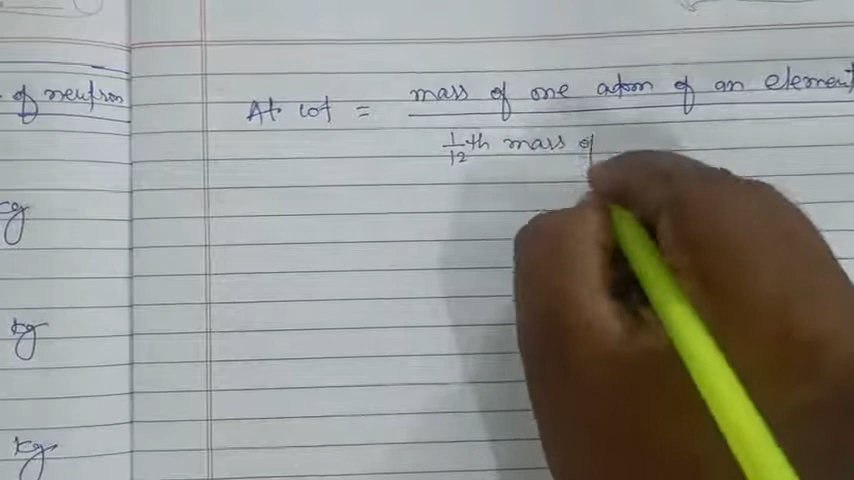 of neutron
At wt = mass of one atom of an element
1/12 th mass of
kg
kg
kg